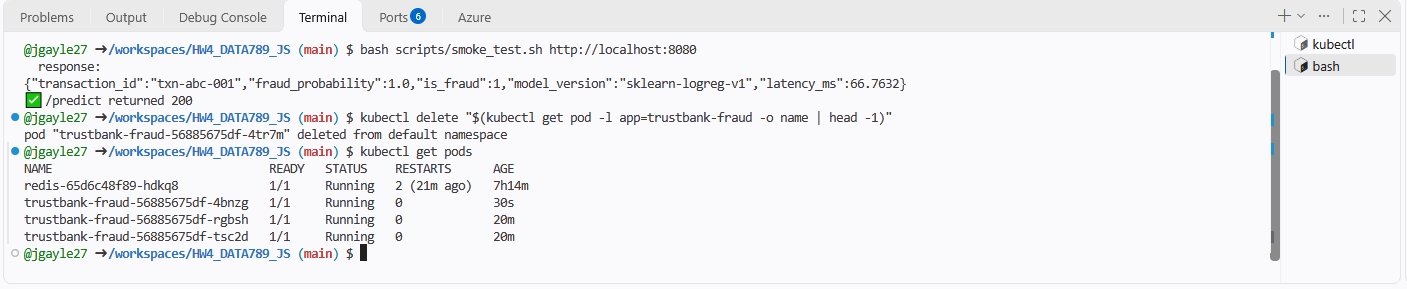 Problems Output Debug Console Terminal Ports 6 Azure
@jgayle27 ➜/workspaces/HW4_DATA789_JS (main) $ bash scripts/smoke_test.sh http://localhost:8080
response:
{"transaction_id":"txn-abc-001","fraud_probability":1.0,"is_fraud":1,"model_version":"sklearn-logreg-v1","latency_ms":66.7632}
✅ /predict returned 200
@jgayle27 ➜/workspaces/HW4_DATA789_JS (main) $ kubectl delete "$(kubectl get pod -l app=trustbank-fraud -o name | head -1)"
pod "trustbank-fraud-56885675df-4tr7m" deleted from default namespace
@jgayle27 ➜/workspaces/HW4_DATA789_JS (main) $ kubectl get pods
NAME READY STATUS RESTARTS AGE
redis-65d6c48f89-hdkq8 1/1 Running 2 (21m ago) 7h14m
trustbank-fraud-56885675df-4bnzg 1/1 Running 0 30s
trustbank-fraud-56885675df-rgbsh 1/1 Running 0 20m
trustbank-fraud-56885675df-tsc2d 1/1 Running 0 20m
@jgayle27 ➜/workspaces/HW4_DATA789_JS (main) $
kubectl
bash